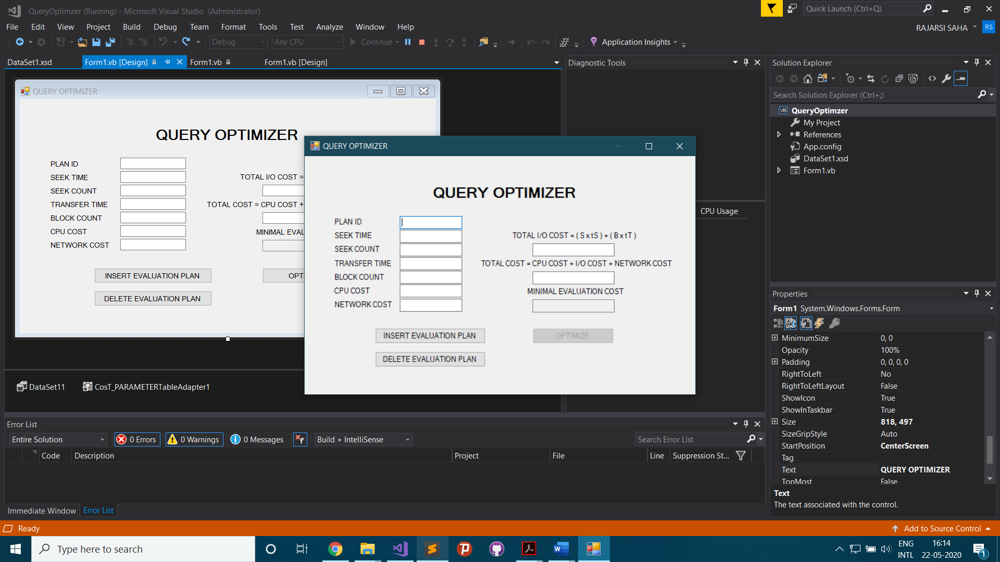 QueryOptimzer (Running) - Microsoft Visual Studio (Administrator)
Quick Launch (Ctrl+Q)
File Edit View Project Build Debug Team Format Tools Test Analyze Window Help
RAJARSI SAHA RS
Debug Any CPU Continue Application Insights
DataSet1.xsd Form1.vb [Design] Form1.vb Form1.vb [Design]
Diagnostic Tools
Solution Explorer
Search Solution Explorer (Ctrl+;)
VB QueryOptimzer
My Project
References
App.config
DataSet1.xsd
Form1.vb
QUERY OPTIMIZER
QUERY OPTIMIZER
PLAN ID
SEEK TIME
SEEK COUNT
TRANSFER TIME
BLOCK COUNT
CPU COST
NETWORK COST
TOTAL I/O COST =
TOTAL COST = CPU COST +
MINIMAL EVAL
INSERT EVALUATION PLAN
OPTI
DELETE EVALUATION PLAN
QUERY OPTIMIZER
QUERY OPTIMIZER
PLAN ID
SEEK TIME
SEEK COUNT
TRANSFER TIME
BLOCK COUNT
CPU COST
NETWORK COST
TOTAL I/O COST = ( S x tS ) + ( B x tT )
TOTAL COST = CPU COST + I/O COST + NETWORK COST
MINIMAL EVALUATION COST
INSERT EVALUATION PLAN
OPTIMIZE
DELETE EVALUATION PLAN
CPU Usage
DataSet11 CosT_PARAMETERTableAdapter1
Properties
Form1 System.Windows.Forms.Form
MinimumSize 0, 0
Opacity 100%
Padding 0, 0, 0, 0
RightToLeft No
RightToLeftLayout False
ShowIcon True
ShowInTaskbar True
Size 818, 497
SizeGripStyle Auto
StartPosition CenterScreen
Tag
Text QUERY OPTIMIZER
TopMost False
Text
The text associated with the control.
Error List
Entire Solution 0 Errors 0 Warnings 0 Messages Build + IntelliSense Search Error List
Code Description Project File Line Suppression St...
Immediate Window Error List
Ready
Add to Source Control
Type here to search
ENG
INTL
16:14
22-05-2020
1